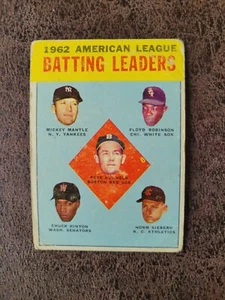 1962 AMERICAN LEAGUE
BATTING LEADERS
MICKEY MANTLE
N. Y. YANKEES
FLOYD ROBINSON
CHI. WHITE SOX
PETE RUNNELS
BOSTON RED SOX
CHUCK HINTON
WASH. SENATORS
NORM SIEBERN
K. C. ATHLETICS